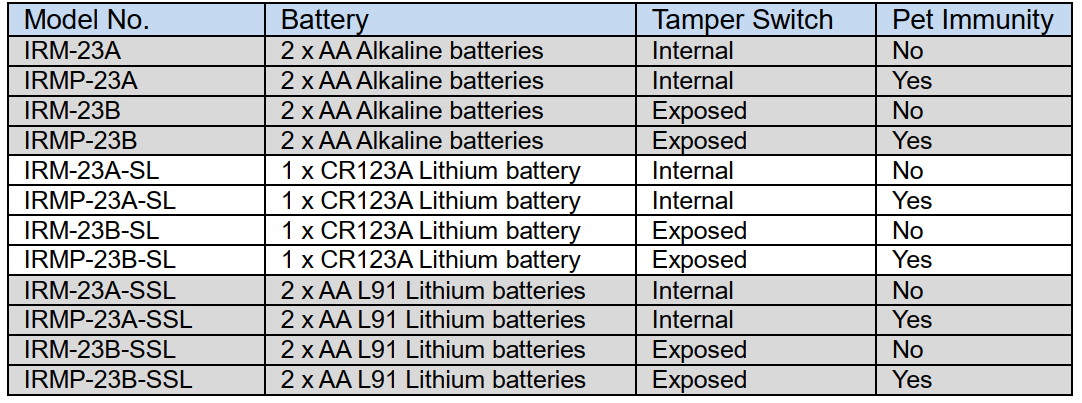 Model No. Battery Tamper Switch Pet Immunity
IRM-23A 2 x AA Alkaline batteries Internal No
IRMP-23A 2 x AA Alkaline batteries Internal Yes
IRM-23B 2 x AA Alkaline batteries Exposed No
IRMP-23B 2 x AA Alkaline batteries Exposed Yes
IRM-23A-SL 1 x CR123A Lithium battery Internal No
IRMP-23A-SL 1 x CR123A Lithium battery Internal Yes
IRM-23B-SL 1 x CR123A Lithium battery Exposed No
IRMP-23B-SL 1 x CR123A Lithium battery Exposed Yes
IRM-23A-SSL 2 x AA L91 Lithium batteries Internal No
IRMP-23A-SSL 2 x AA L91 Lithium batteries Internal Yes
IRM-23B-SSL 2 x AA L91 Lithium batteries Exposed No
IRMP-23B-SSL 2 x AA L91 Lithium batteries Exposed Yes